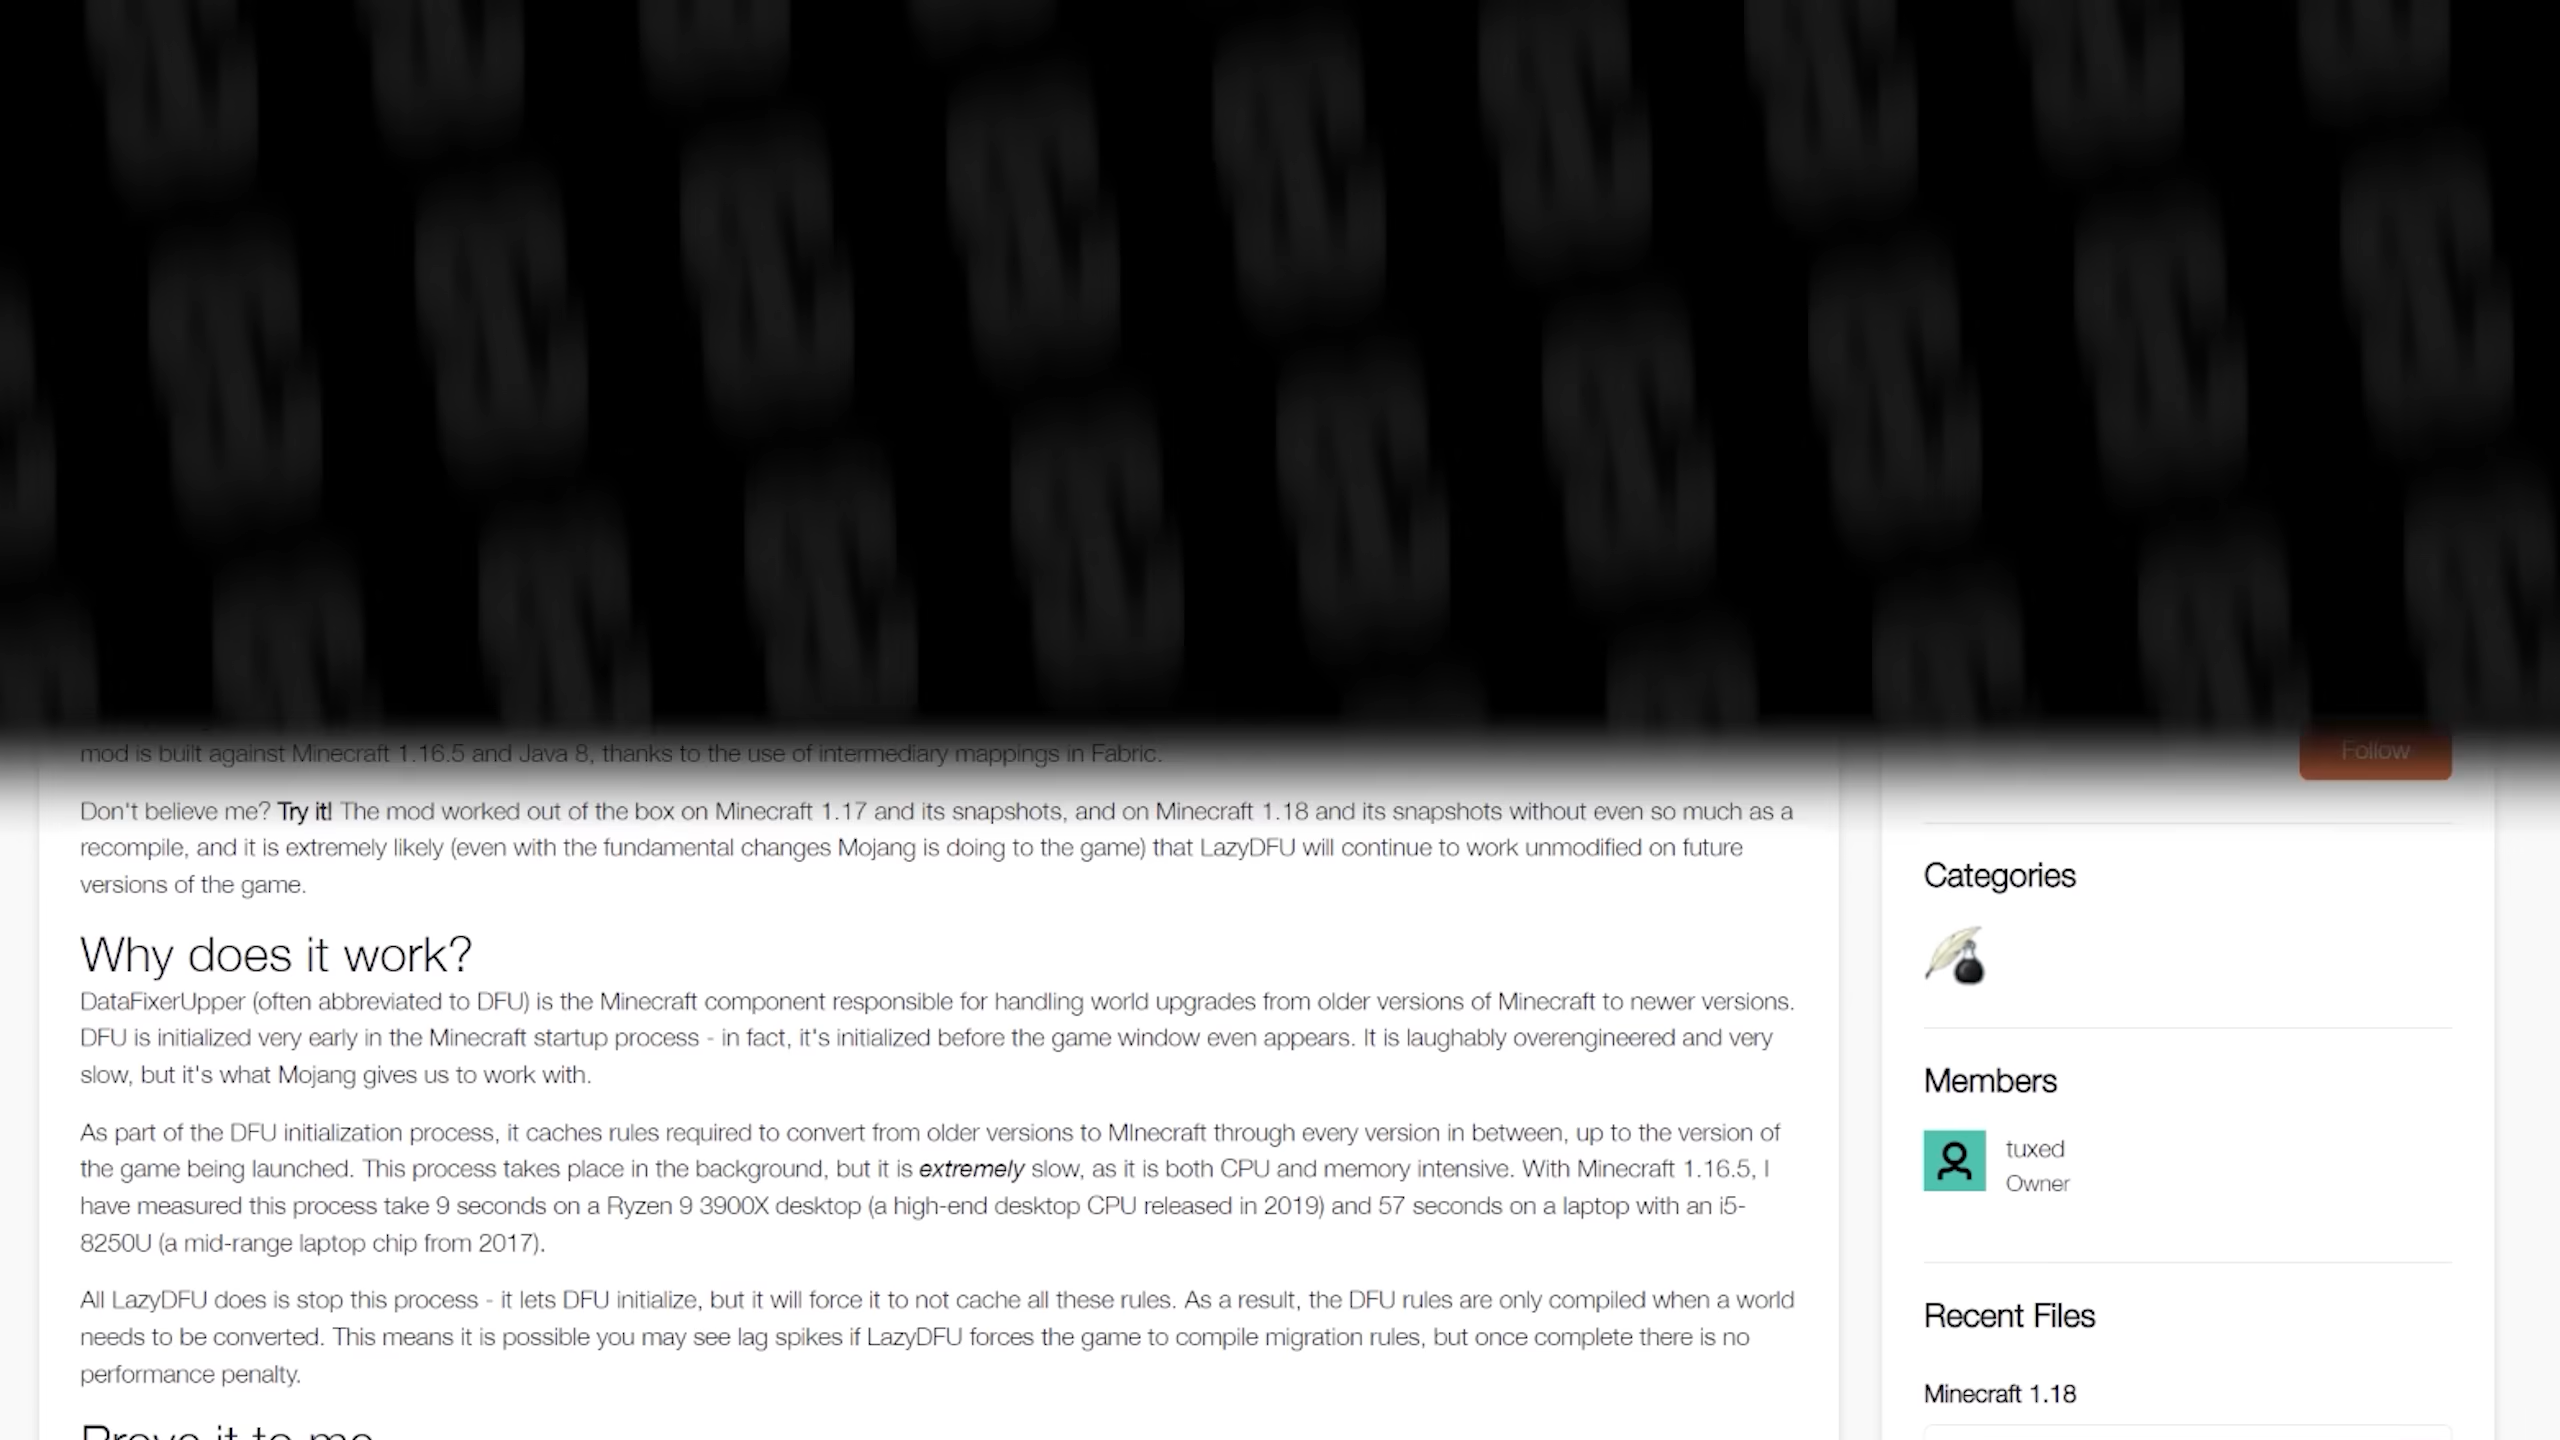 mod is built against Minecraft 1.16.5 and Java 8, thanks to the use of intermediary mappings in Fabric.
Don't believe me? Try it! The mod worked out of the box on Minecraft 1.17 and its snapshots, and on Minecraft 1.18 and its snapshots without even so much as a
recompile, and it is extremely likely (even with the fundamental changes Mojang is doing to the game) that LazyDFU will continue to work unmodified on future
versions of the game.
Why does it work?
DataFixerUpper (often abbreviated to DFU) is the Minecraft component responsible for handling world upgrades from older versions of Minecraft to newer versions.
DFU is initialized very early in the Minecraft startup process - in fact, it's initialized before the game window even appears. It is laughably overengineered and very
slow, but it's what Mojang gives us to work with.
As part of the DFU initialization process, it caches rules required to convert from older versions to MInecraft through every version in between, up to the version of
the game being launched. This process takes place in the background, but it is extremely slow, as it is both CPU and memory intensive. With Minecraft 1.16.5, I
have measured this process take 9 seconds on a Ryzen 9 3900X desktop (a high-end desktop CPU released in 2019) and 57 seconds on a laptop with an i5-
8250U (a mid-range laptop chip from 2017).
All LazyDFU does is stop this process - it lets DFU initialize, but it will force it to not cache all these rules. As a result, the DFU rules are only compiled when a world
needs to be converted. This means it is possible you may see lag spikes if LazyDFU forces the game to compile migration rules, but once complete there is no
performance penalty.
Prove it to me
Follow
Categories
Members
tuxed
Owner
Recent Files
Minecraft 1.18